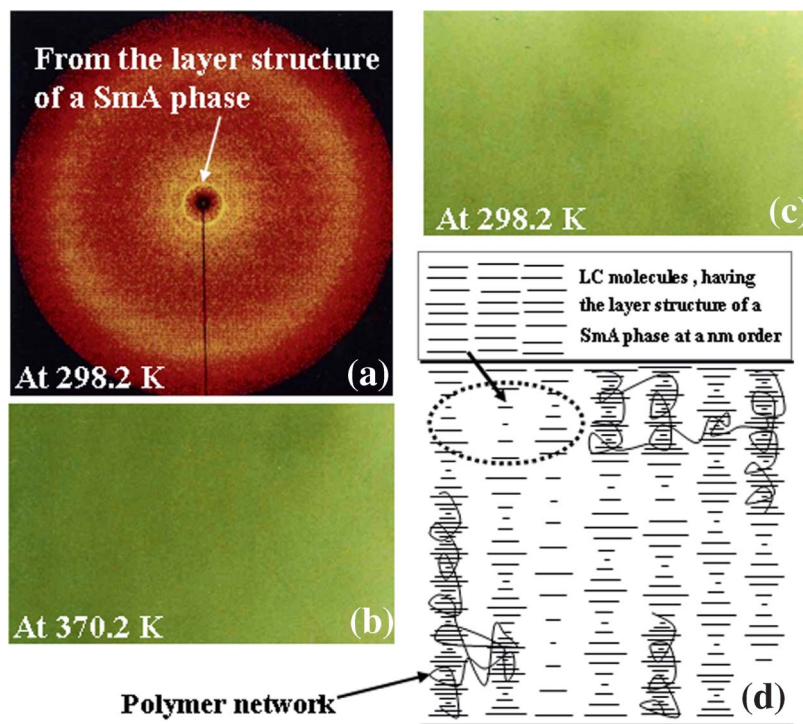 From the layer structure
of a SmA phase
At 298.2 K
(a)
At 298.2 K
(c)
LC molecules , having
the layer structure of a
SmA phase at a nm order
At 370.2 K
(b)
Polymer network
(d)